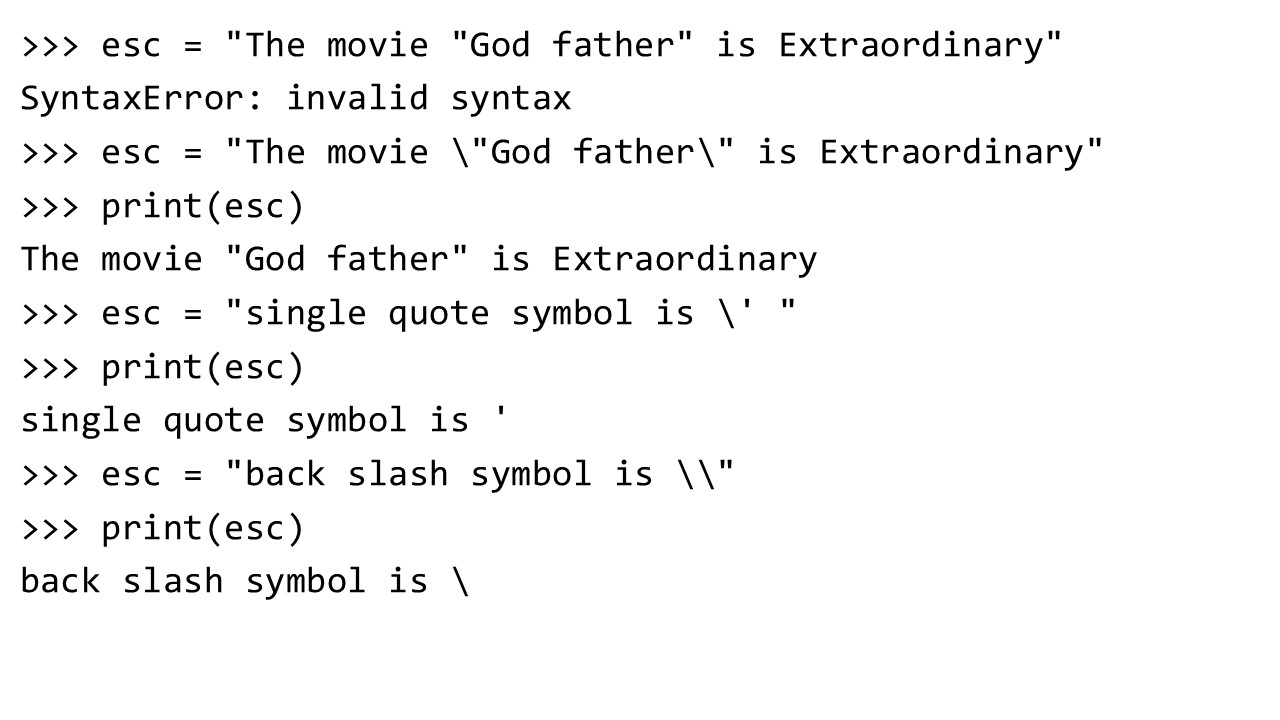 >>> esc = "The movie "God father" is Extraordinary"
SyntaxError: invalid syntax
>>> esc = "The movie \"God father\" is Extraordinary"
>>> print(esc)
The movie "God father" is Extraordinary
>>> esc = "single quote symbol is \' "
>>> print(esc)
single quote symbol is '
>>> esc = "back slash symbol is \\"
>>> print(esc)
back slash symbol is \